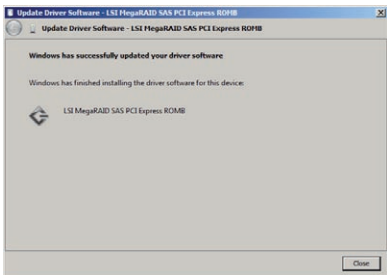 Update Driver Software - LSI MegaRAID SAS PCI Express ROMB
Update Driver Software - LSI MegaRAID SAS PCI Express ROMB
Windows has successfully updated your driver software
Windows has finished installing the driver software for this device:
LSI MegaRAID SAS PCI Express ROMB
Close